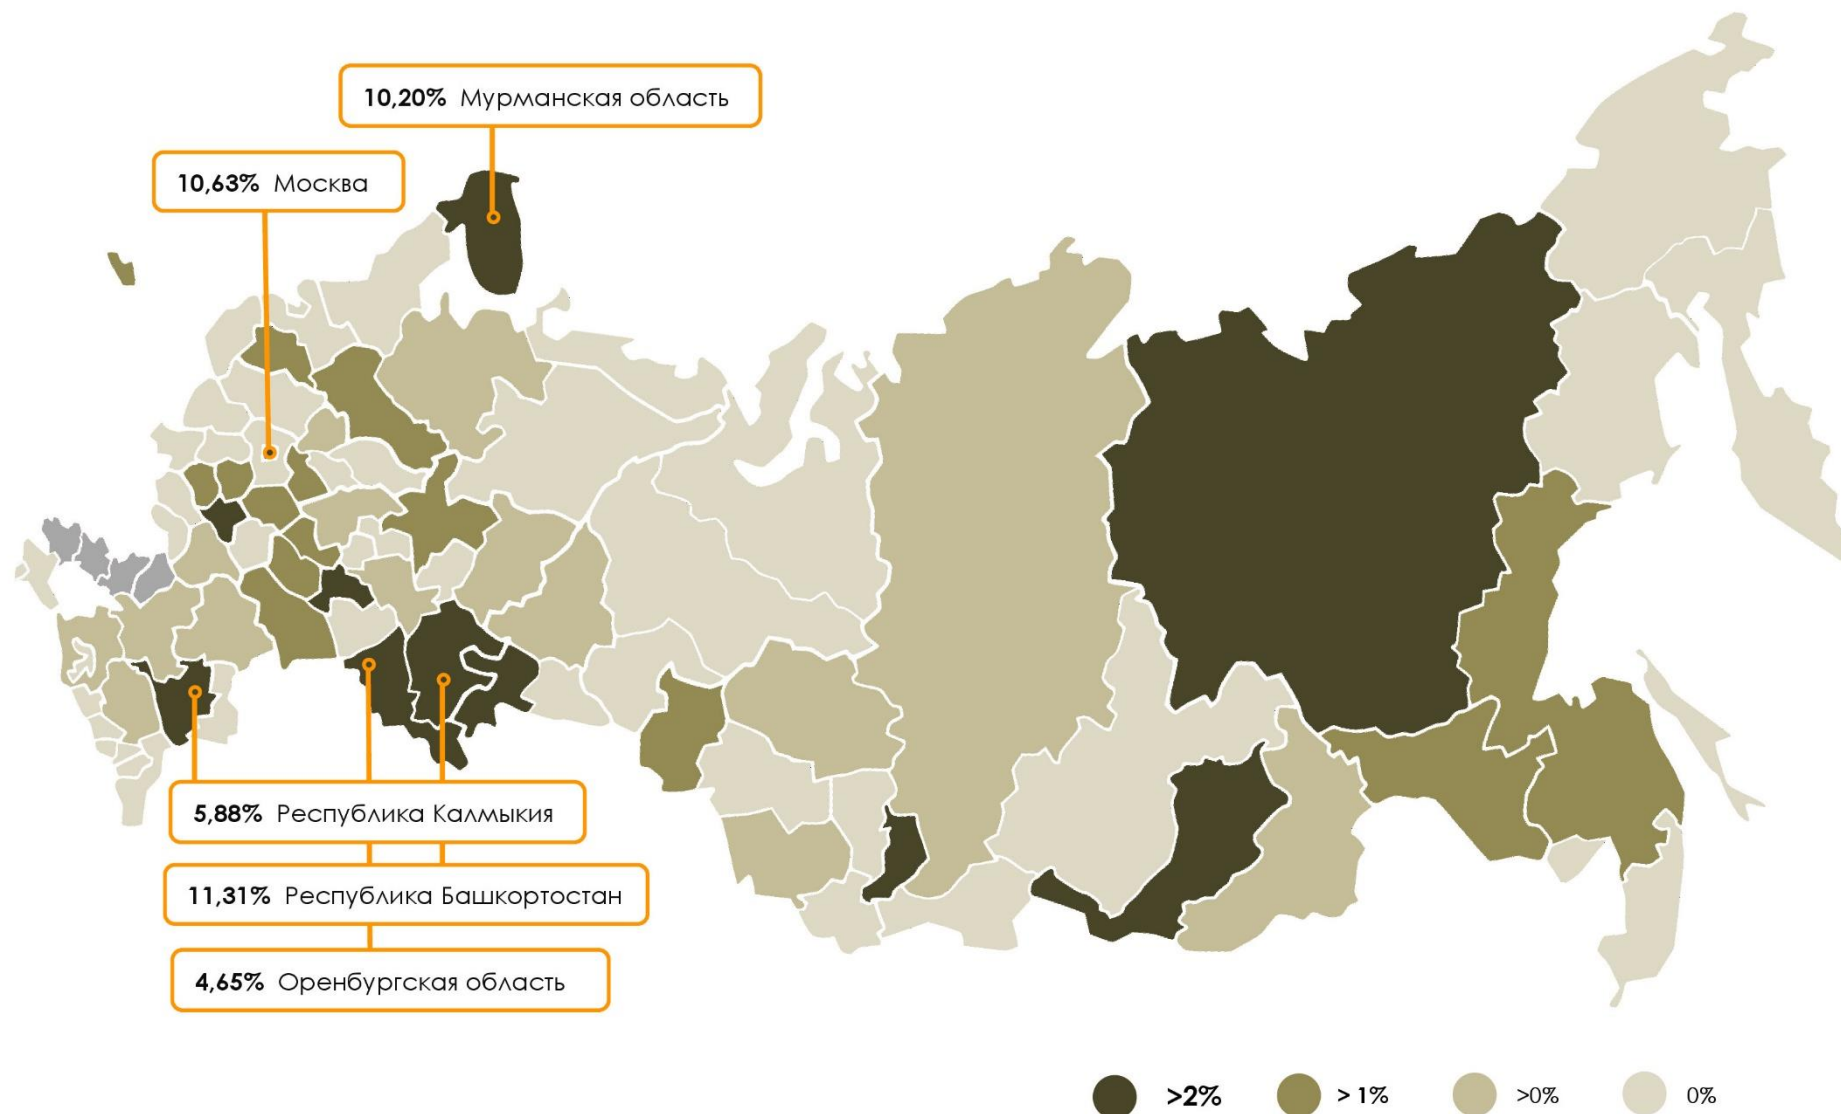 10,20% Мурманская область
10,63% Москва
5,88% Республика Калмыкия
11,31% Республика Башкортостан
4,65% Оренбургская область
>2% > 1% >0% 0%